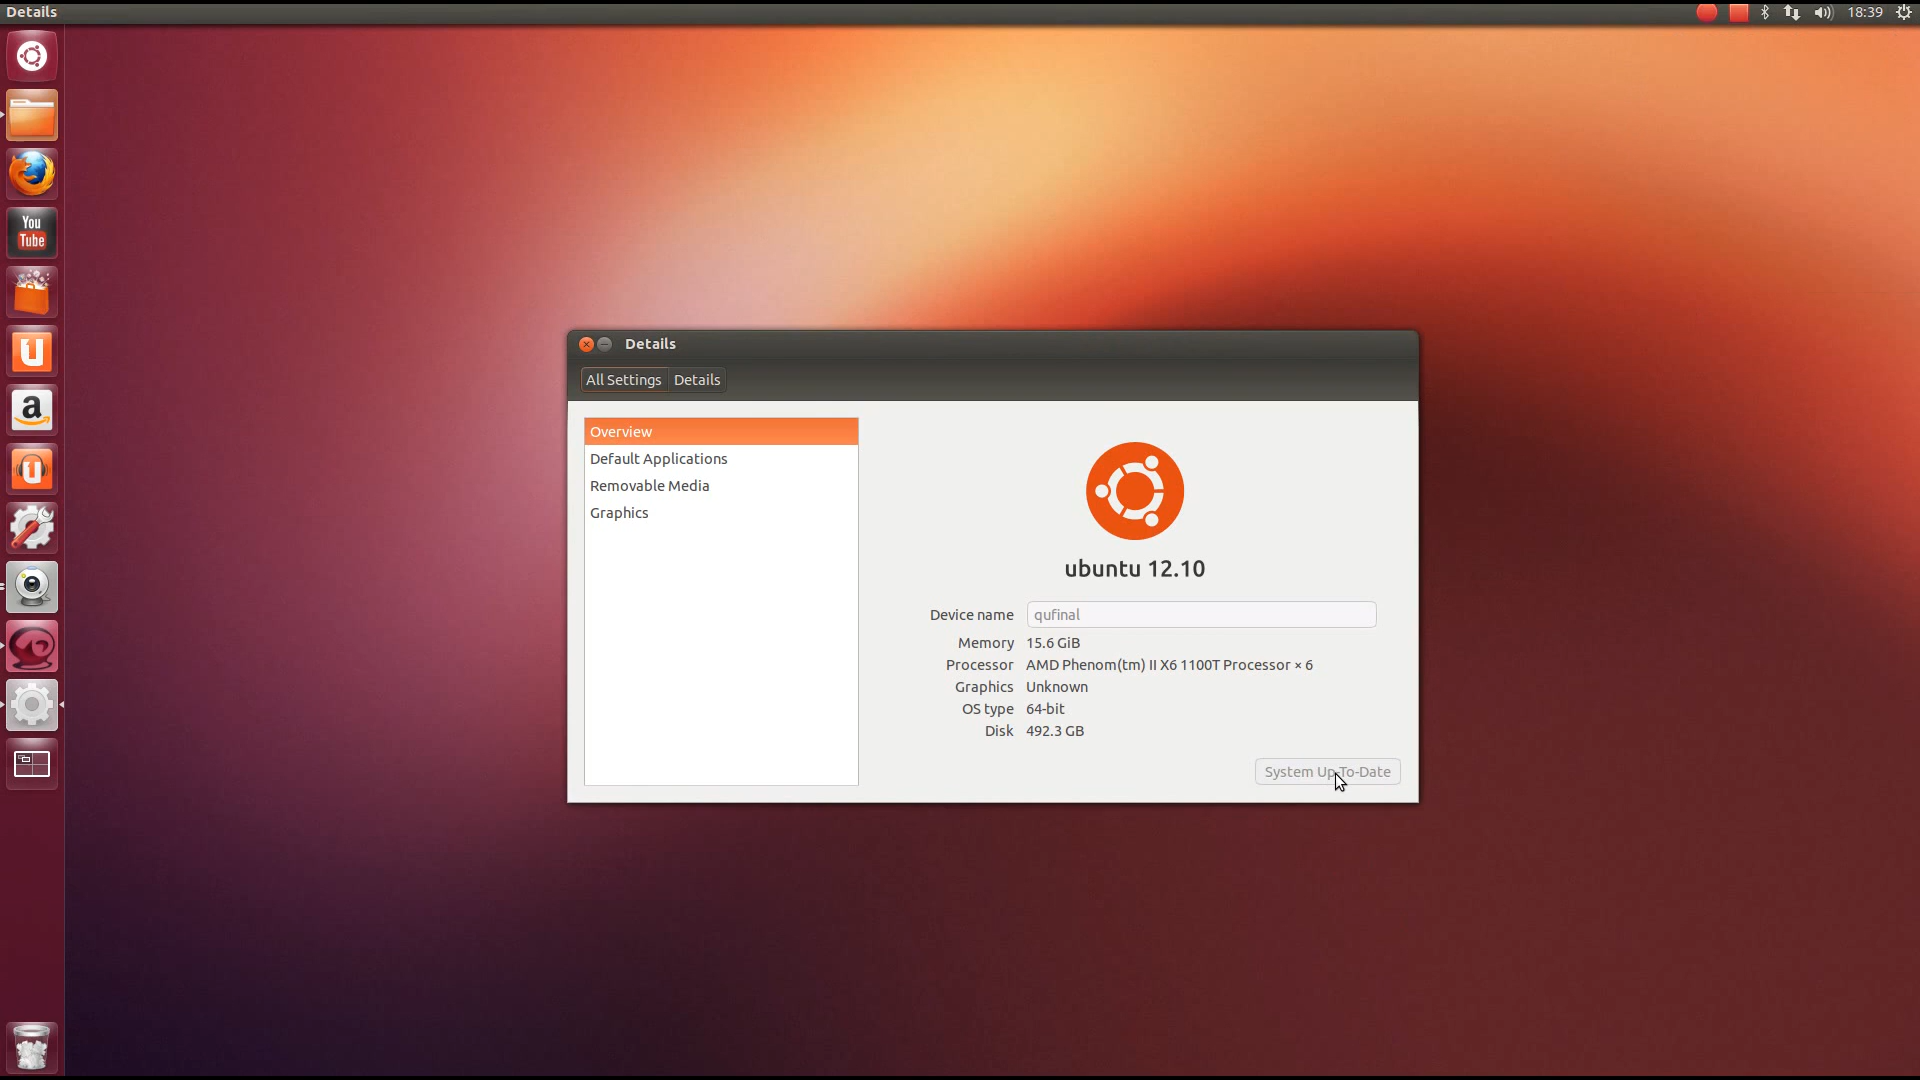 Details
18:39
You
Tube
Details
All Settings Details
Overview
Default Applications
Removable Media
Graphics
ubuntu 12.10
Device name qufinal
Memory 15.6 GiB
Processor AMD Phenom(tm) II X6 1100T Processor × 6
Graphics Unknown
OS type 64-bit
Disk 492.3 GB
System Up-To-Date